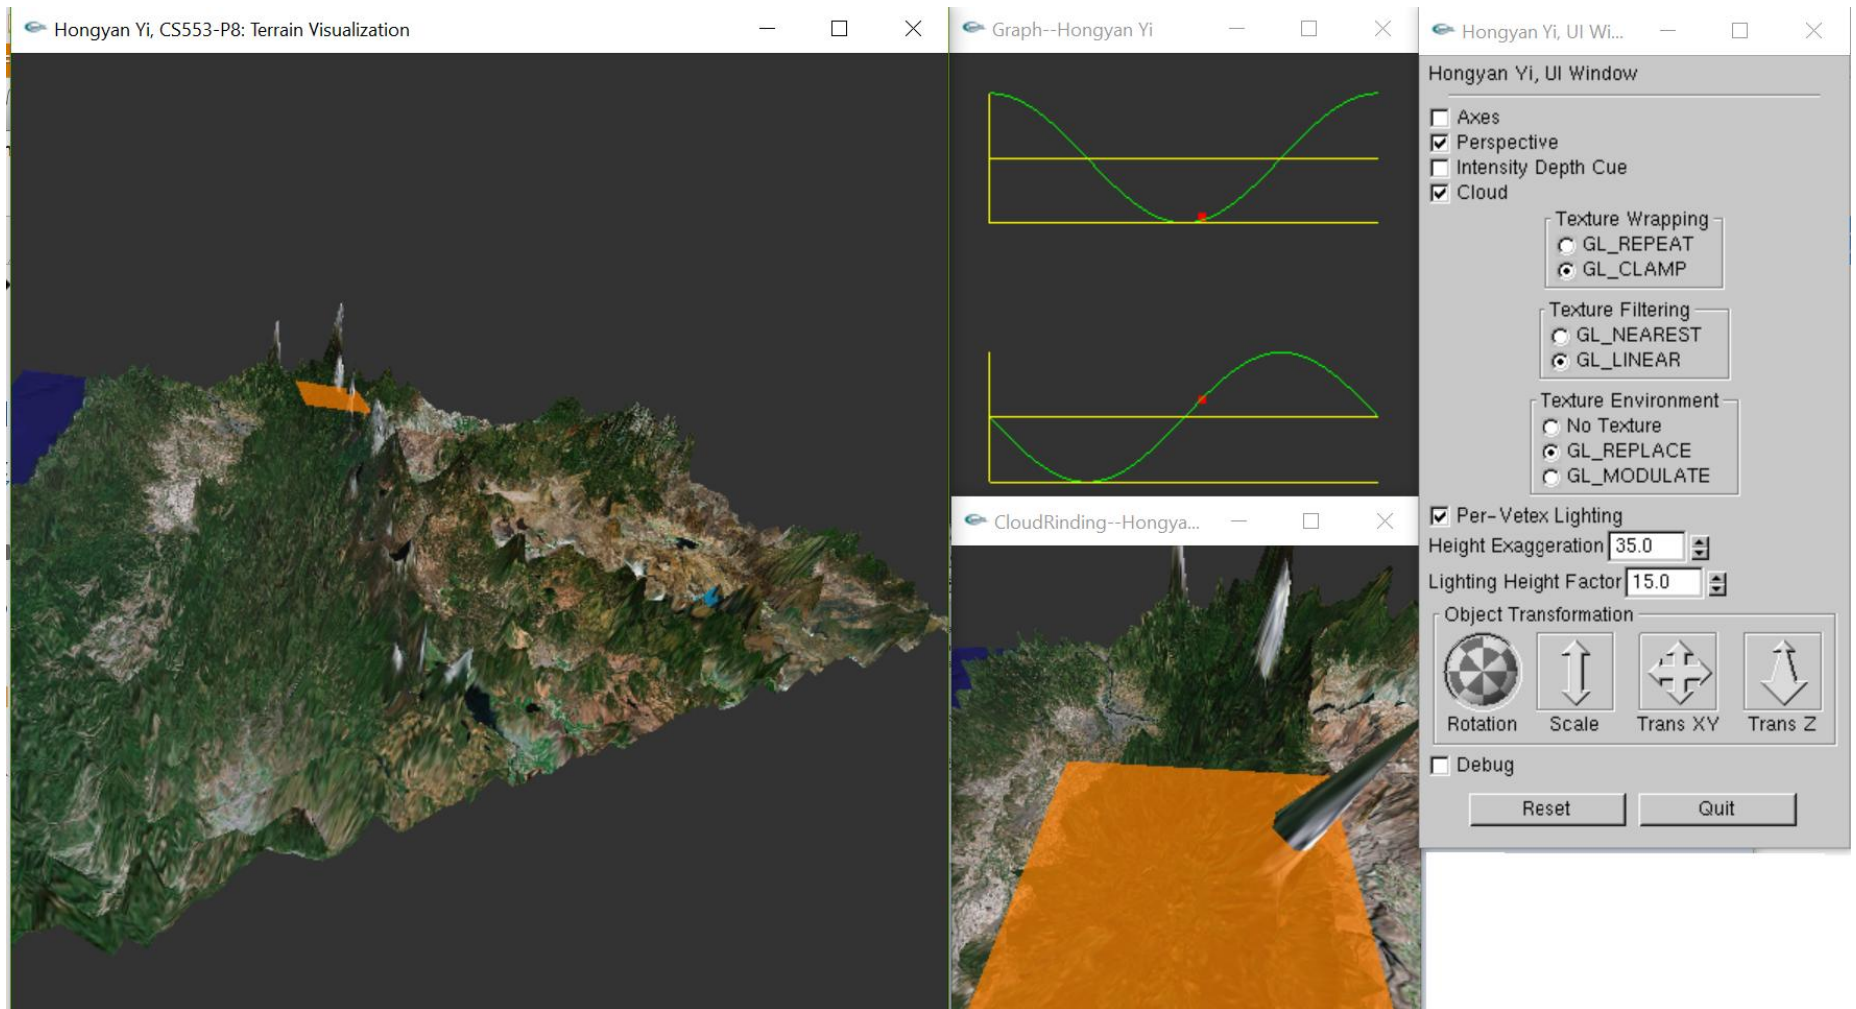 Hongyan Yi, CS553-P8: Terrain Visualization
Graph--Hongyan Yi
CloudRinding--Hongya...
Hongyan Yi, UI Wi...
Hongyan Yi, UI Window
Axes
Perspective
Intensity Depth Cue
Cloud
Texture Wrapping
GL_REPEAT
GL_CLAMP
Texture Filtering
GL_NEAREST
GL_LINEAR
Texture Environment
No Texture
GL_REPLACE
GL_MODULATE
Per-Vetex Lighting
Height Exaggeration 35.0
Lighting Height Factor 15.0
Object Transformation
Rotation Scale Trans XY Trans Z
Debug
Reset Quit